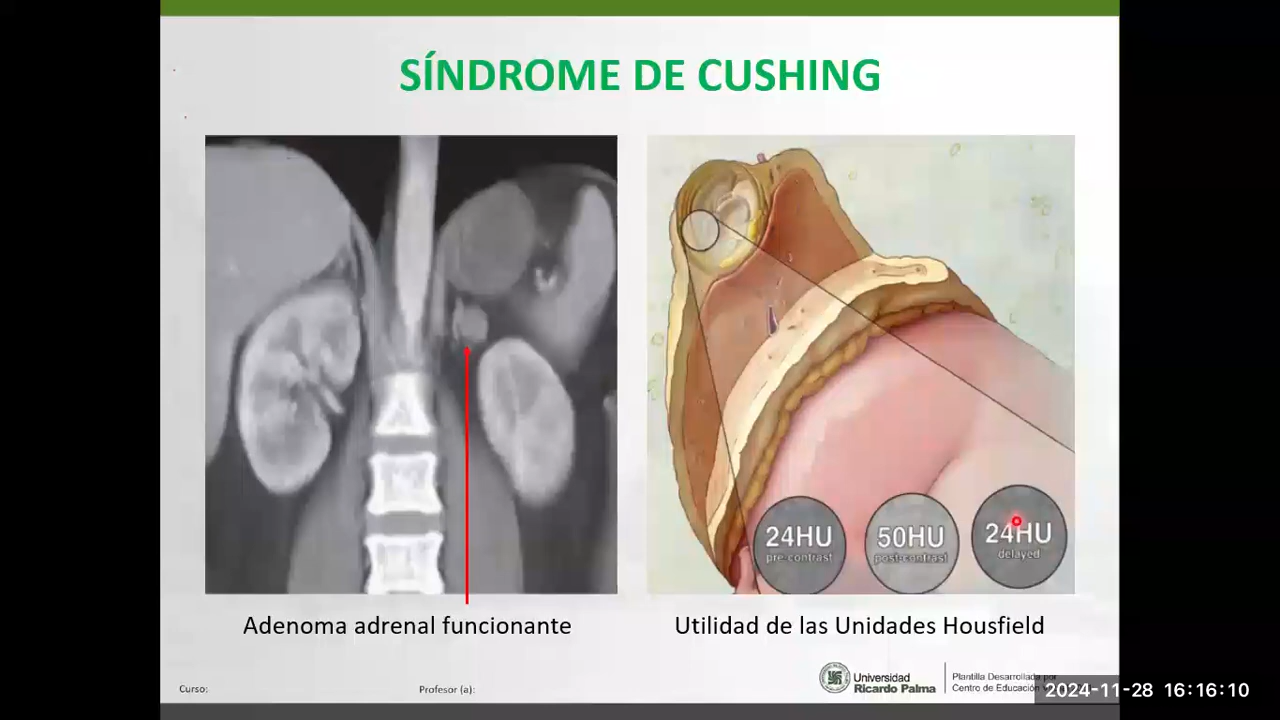 SÍNDROME DE CUSHING
24HU
pre-contrast
50HU
post-contrast
24HU
delayed
Adenoma adrenal funcionante
Utilidad de las Unidades Housfield
Curso:
Profesor (a):
Universidad
Ricardo Palma
Plantilla Desarrollada por
Centro de Educación
2024-11-28 16:16:10